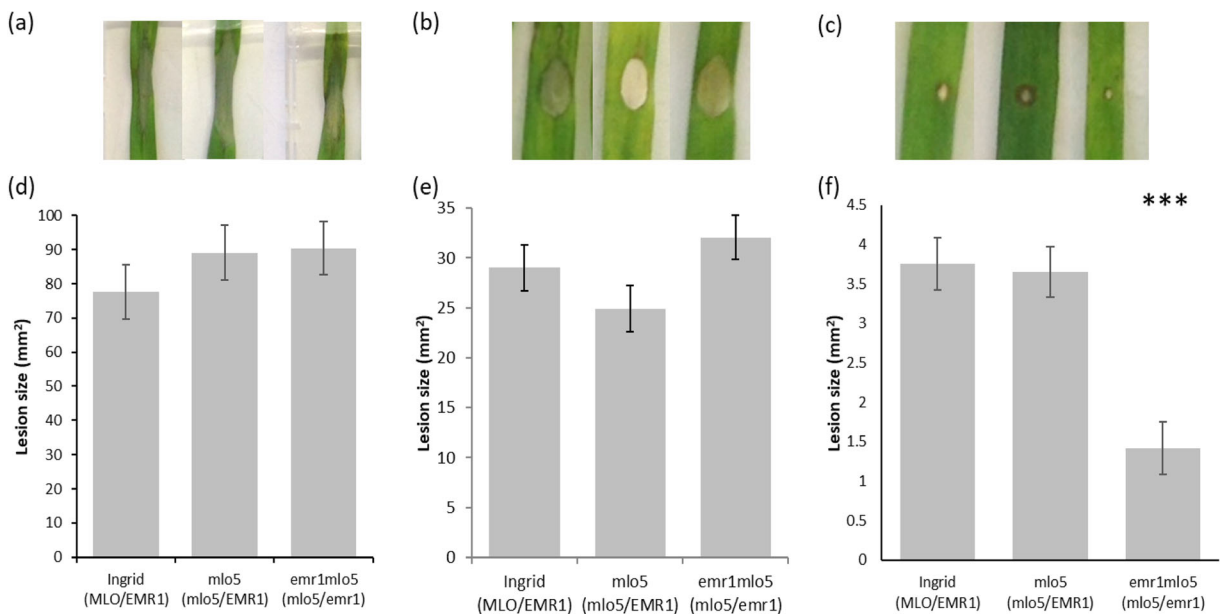 (a)
(b)
(c)
(d)
Lesion size (mm²)
100
90
80
70
60
50
40
30
20
10
0
Ingrid
(MLO/EMR1)
mlo5
(mlo5/EMR1)
emr1mlo5
(mlo5/emr1)
(e)
Lesion size (mm²)
35
30
25
20
15
10
5
0
Ingrid
(MLO/EMR1)
mlo5
(mlo5/EMR1)
emr1mlo5
(mlo5/emr1)
(f)
Lesion size (mm²)
4.5
4
3.5
3
2.5
2
1.5
1
0.5
0
***
Ingrid
(MLO/EMR1)
mlo5
(mlo5/EMR1)
emr1mlo5
(mlo5/emr1)